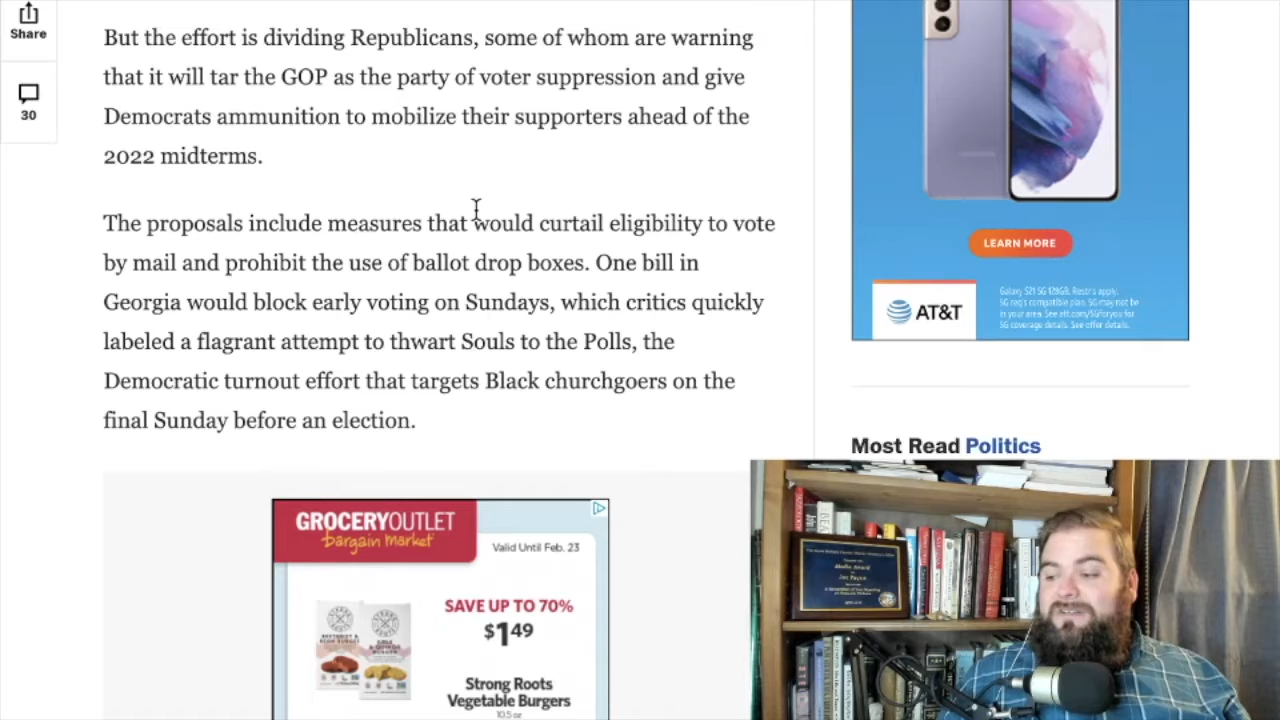 Share
30
But the effort is dividing Republicans, some of whom are warning
that it will tar the GOP as the party of voter suppression and give
Democrats ammunition to mobilize their supporters ahead of the
2022 midterms.
The proposals include measures that would curtail eligibility to vote
by mail and prohibit the use of ballot drop boxes. One bill in
Georgia would block early voting on Sundays, which critics quickly
labeled a flagrant attempt to thwart Souls to the Polls, the
Democratic turnout effort that targets Black churchgoers on the
final Sunday before an election.
LEARN MORE
AT&T
Galaxy S21 5G 128GB. Restr's apply.
5G req's compatible plan. 5G may not be
in your area. See att.com/5Gforyou for
5G coverage details. See offer details.
Most Read Politics
GROCERY OUTLET
bargain market
Valid Until Feb. 23
SAVE UP TO 70%
$1.49
Strong Roots
Vegetable Burgers
10.5 oz
Media Award